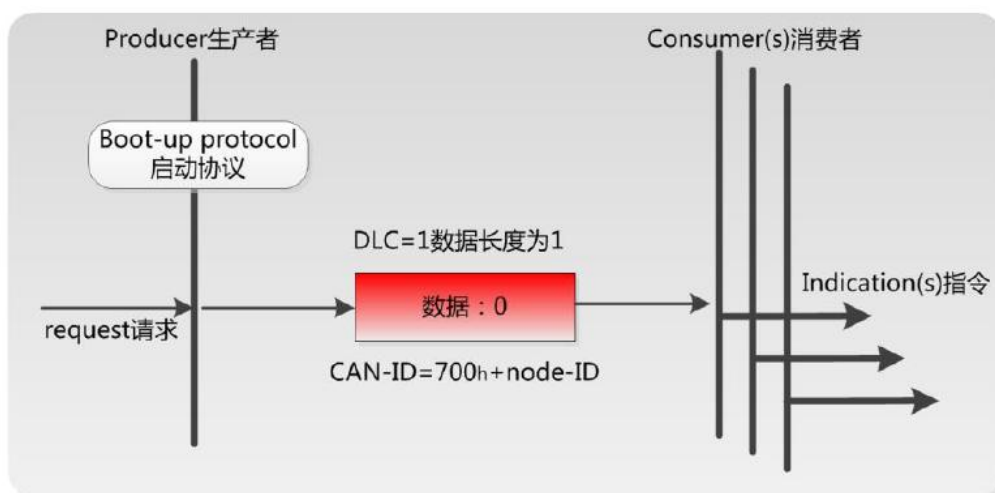 Producer生产者
Consumer(s)消费者
Boot-up protocol
启动协议
DLC=1数据长度为1
数据：0
Indication(s)指令
request请求
CAN-ID=700h+node-ID